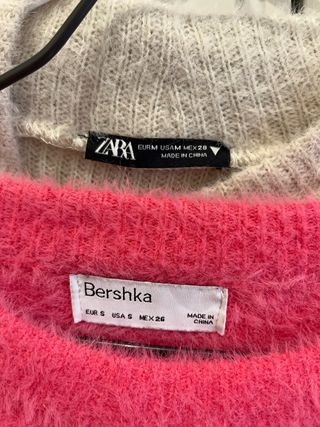 ZARA
EUR M USA M MEX 28
MADE IN CHINA
Bershka
EUR S USA S MEX 26
MADE IN
CHINA